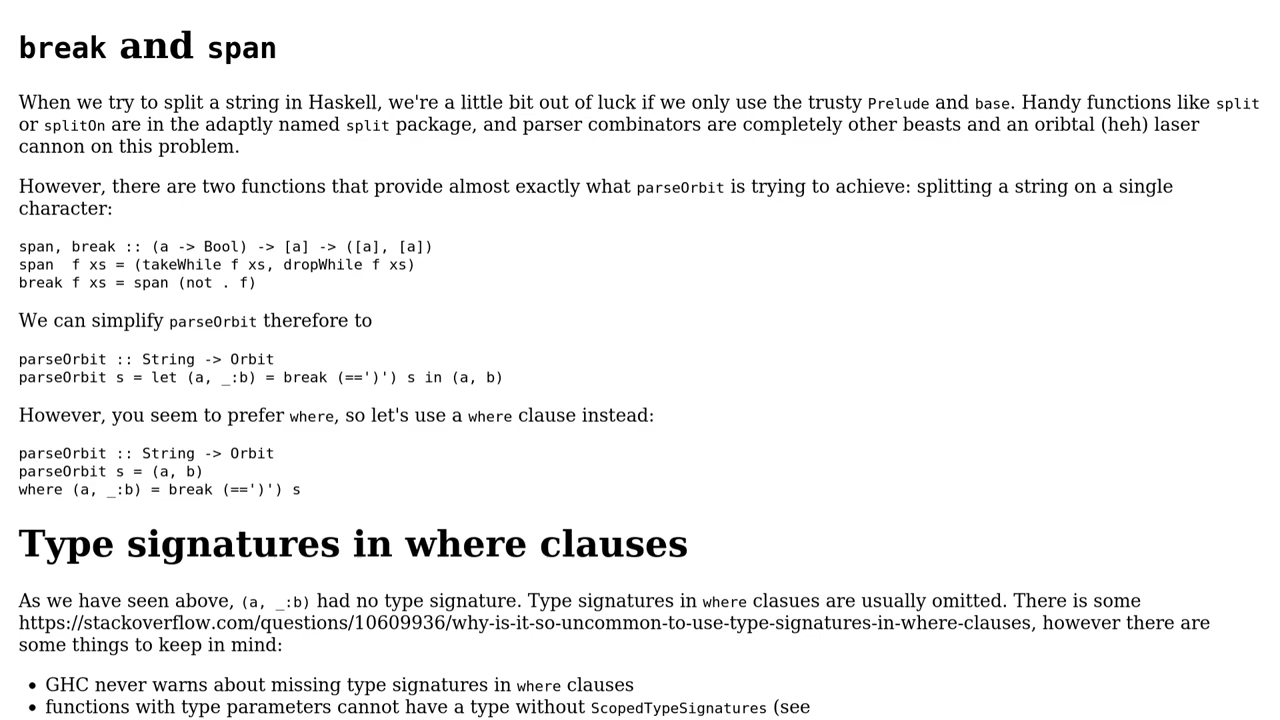 break and span
When we try to split a string in Haskell, we're a little bit out of luck if we only use the trusty Prelude and base. Handy functions like split
or splitOn are in the adaptly named split package, and parser combinators are completely other beasts and an oribtal (heh) laser
cannon on this problem.
However, there are two functions that provide almost exactly what parseOrbit is trying to achieve: splitting a string on a single
character:
span, break :: (a -> Bool) -> [a] -> ([a], [a])
span  f xs = (takeWhile f xs, dropWhile f xs)
break f xs = span (not . f)
We can simplify parseOrbit therefore to
parseOrbit :: String -> Orbit
parseOrbit s = let (a, _:b) = break (==')') s in (a, b)
However, you seem to prefer where, so let's use a where clause instead:
parseOrbit :: String -> Orbit
parseOrbit s = (a, b)
where (a, _:b) = break (==')') s
Type signatures in where clauses
As we have seen above, (a, _:b) had no type signature. Type signatures in where clasues are usually omitted. There is some
https://stackoverflow.com/questions/10609936/why-is-it-so-uncommon-to-use-type-signatures-in-where-clauses, however there are
some things to keep in mind:
• GHC never warns about missing type signatures in where clauses
• functions with type parameters cannot have a type without ScopedTypeSignatures (see